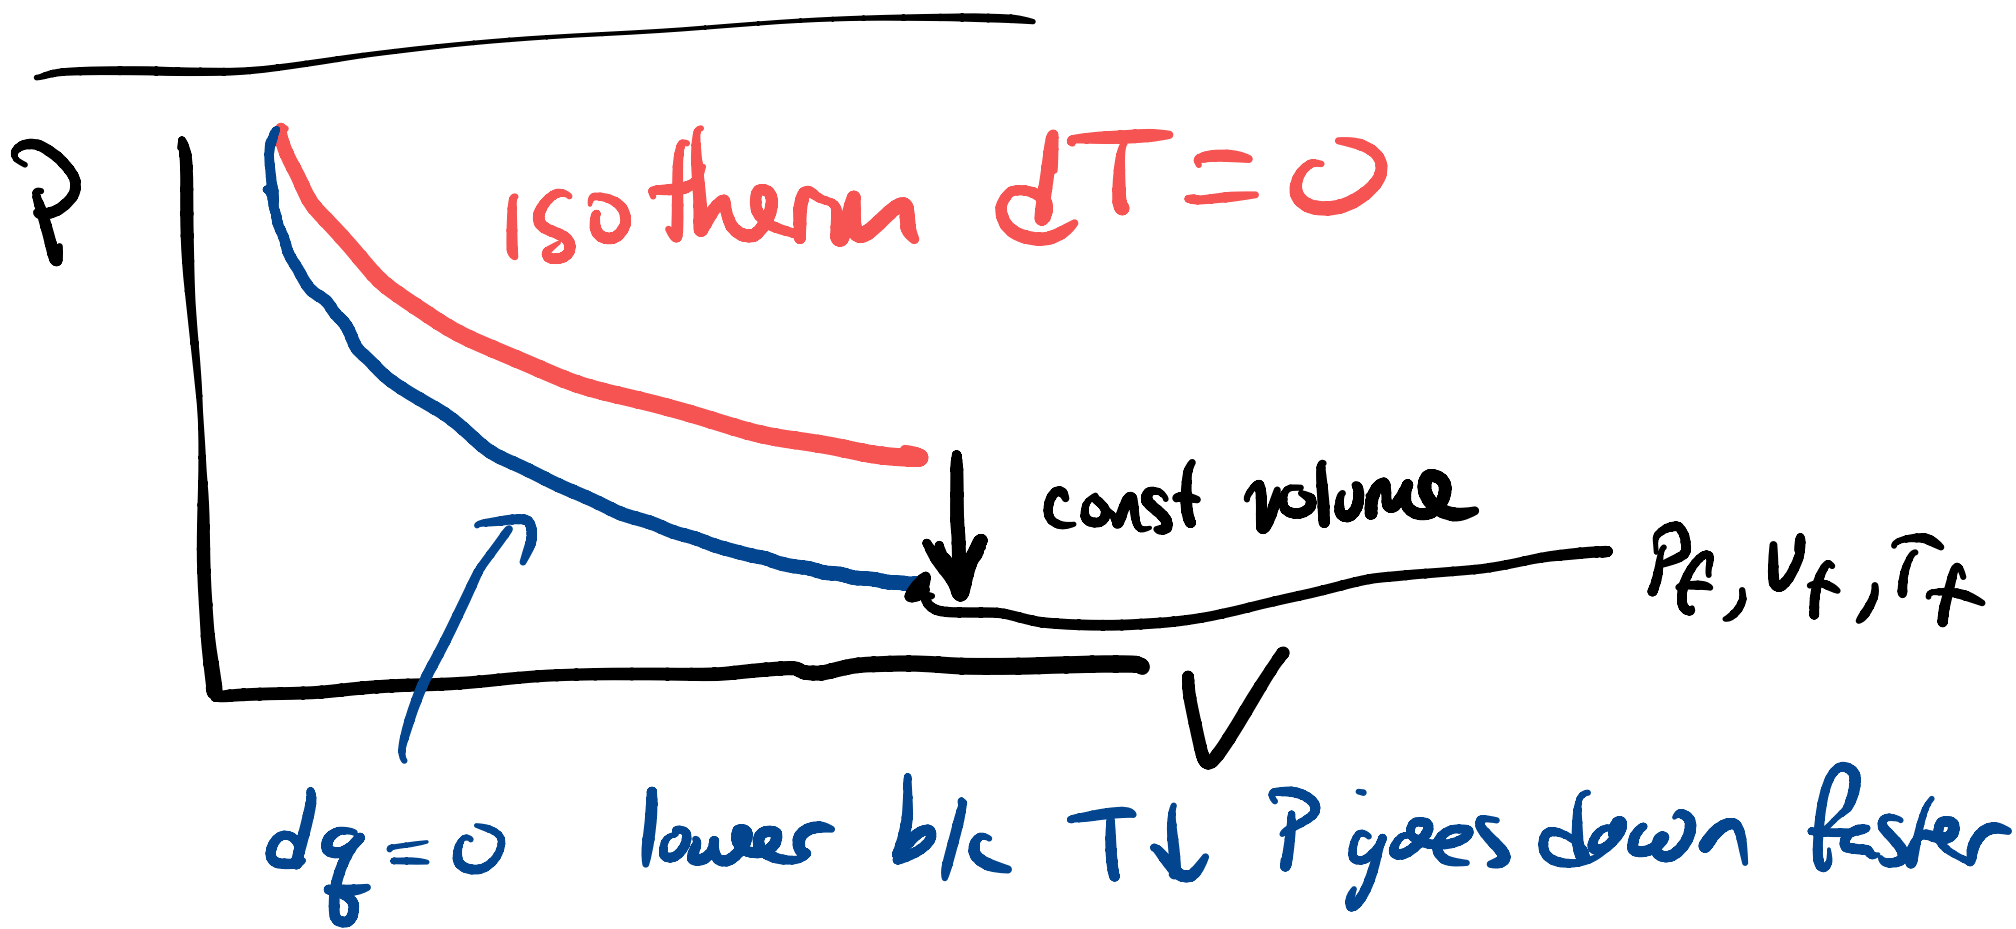 P
isotherm dT=0
const volume
Pf, Vf, Tf
V
dq=0 lower b/c T↓ P goes down faster